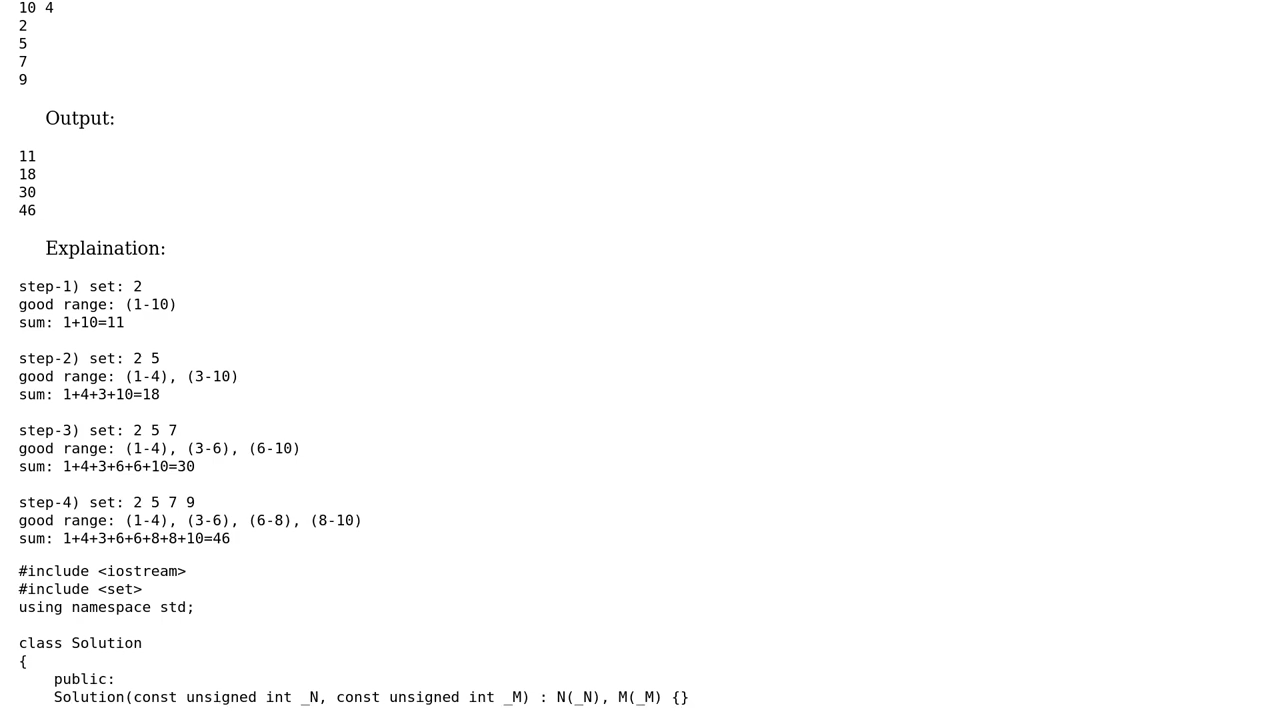 10 4
2
5
7
9
Output:
11
18
30
46
Explaination:
step-1) set: 2
good range: (1-10)
sum: 1+10=11
step-2) set: 2 5
good range: (1-4), (3-10)
sum: 1+4+3+10=18
step-3) set: 2 5 7
good range: (1-4), (3-6), (6-10)
sum: 1+4+3+6+6+10=30
step-4) set: 2 5 7 9
good range: (1-4), (3-6), (6-8), (8-10)
sum: 1+4+3+6+6+8+8+10=46
#include <iostream>
#include <set>
using namespace std;
class Solution
{
public:
Solution(const unsigned int _N, const unsigned int _M) : N(_N), M(_M) {}